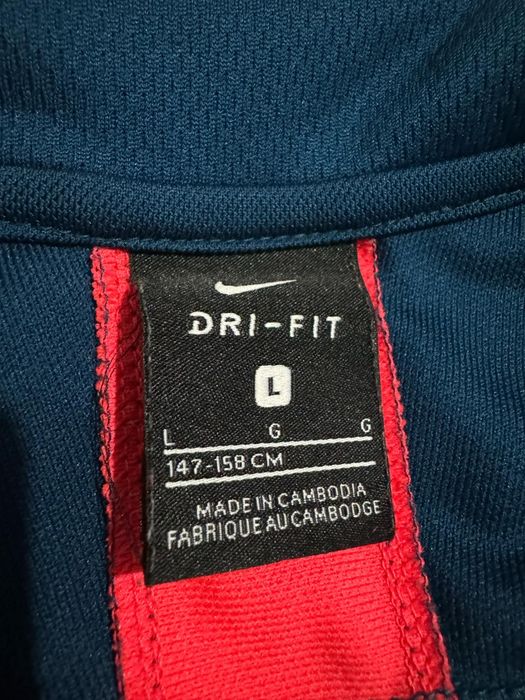 DRI-FIT
L
L G G
147-158 CM
MADE IN CAMBODIA
FABRIQUE AU CAMBODGE